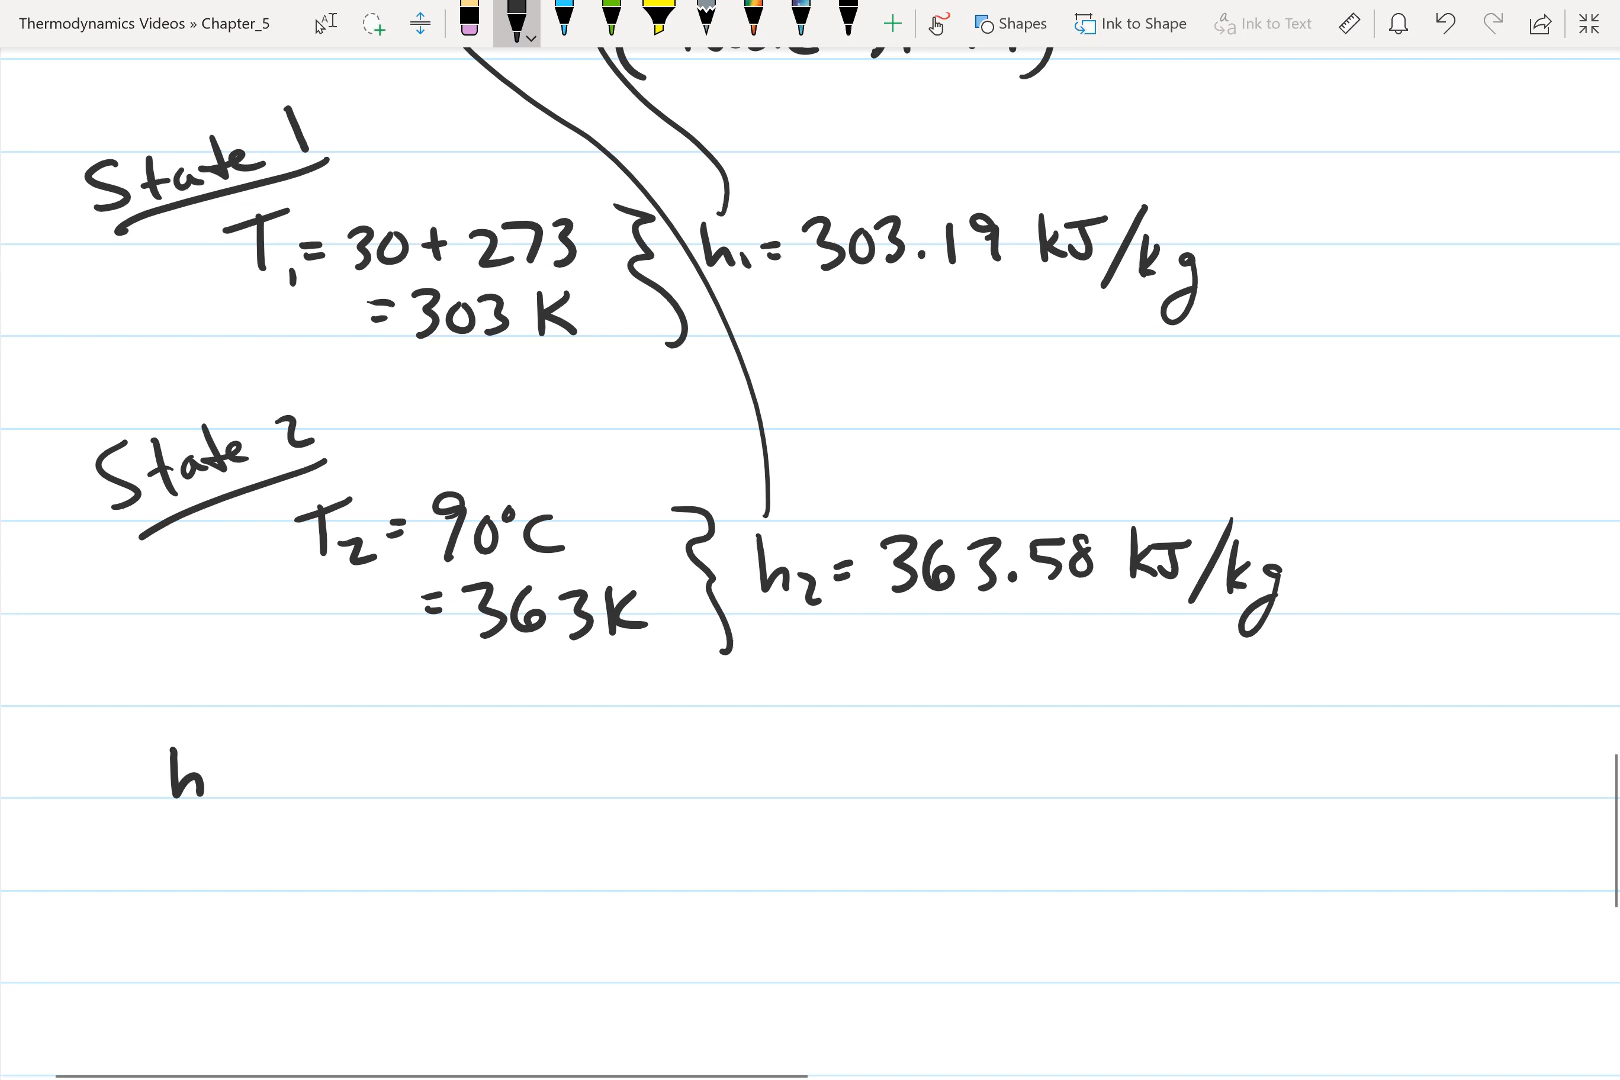 Thermodynamics Videos » Chapter_5
Shapes
Ink to Shape
Ink to Text
State 1
T₁ = 30 + 273
= 303 K
h₁ = 303.19 kJ/kg
State 2
T₂ = 90°C
= 363K
h₂ = 363.58 kJ/kg
h